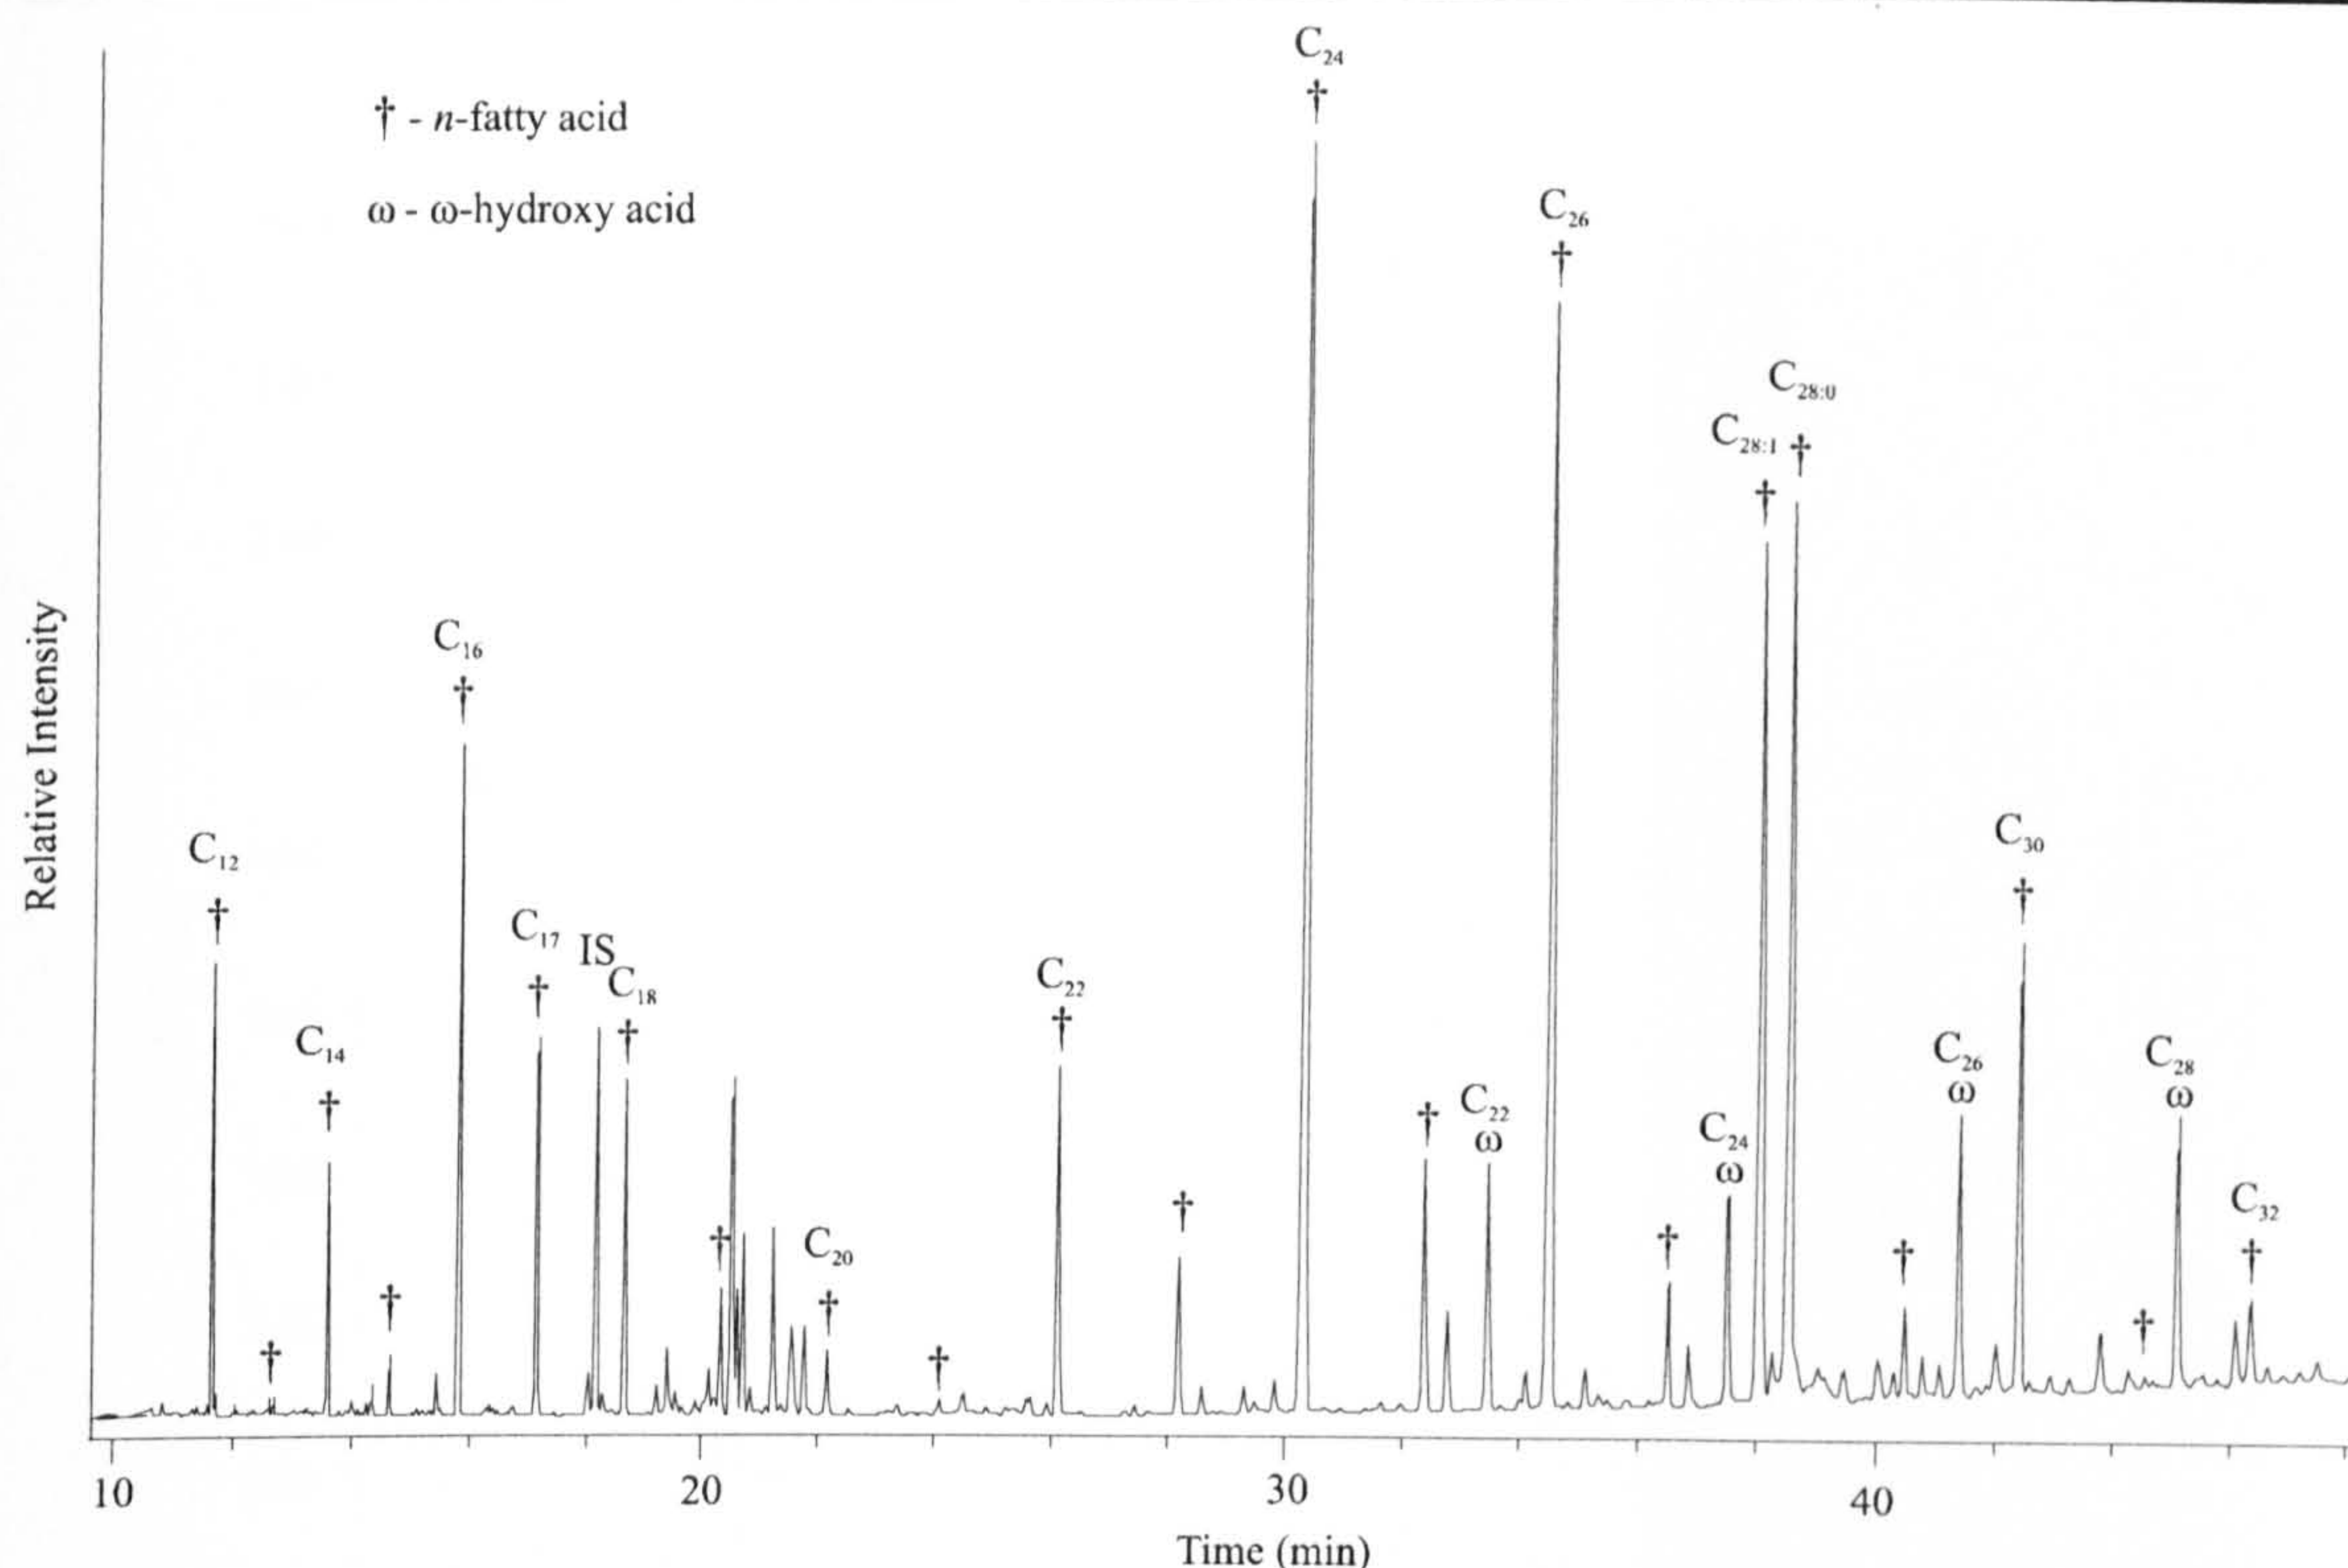 C₂₄
† - n-fatty acid
†
ω - ω-hydroxy acid
C₂₆
†
C₂₈:₀
C₂₈:₁ †
†
C₁₆
†
C₁₂
†
C₃₀
†
C₁₇ IS
† C₁₈
†
C₂₂
†
C₁₄
†
C₂₆
ω
C₂₈
ω
† C₂₂
ω
C₂₄
ω
†
C₃₂
†
† C₂₀
†
†
†
†
†
†
†
Relative Intensity
10 20 30 40
Time (min)